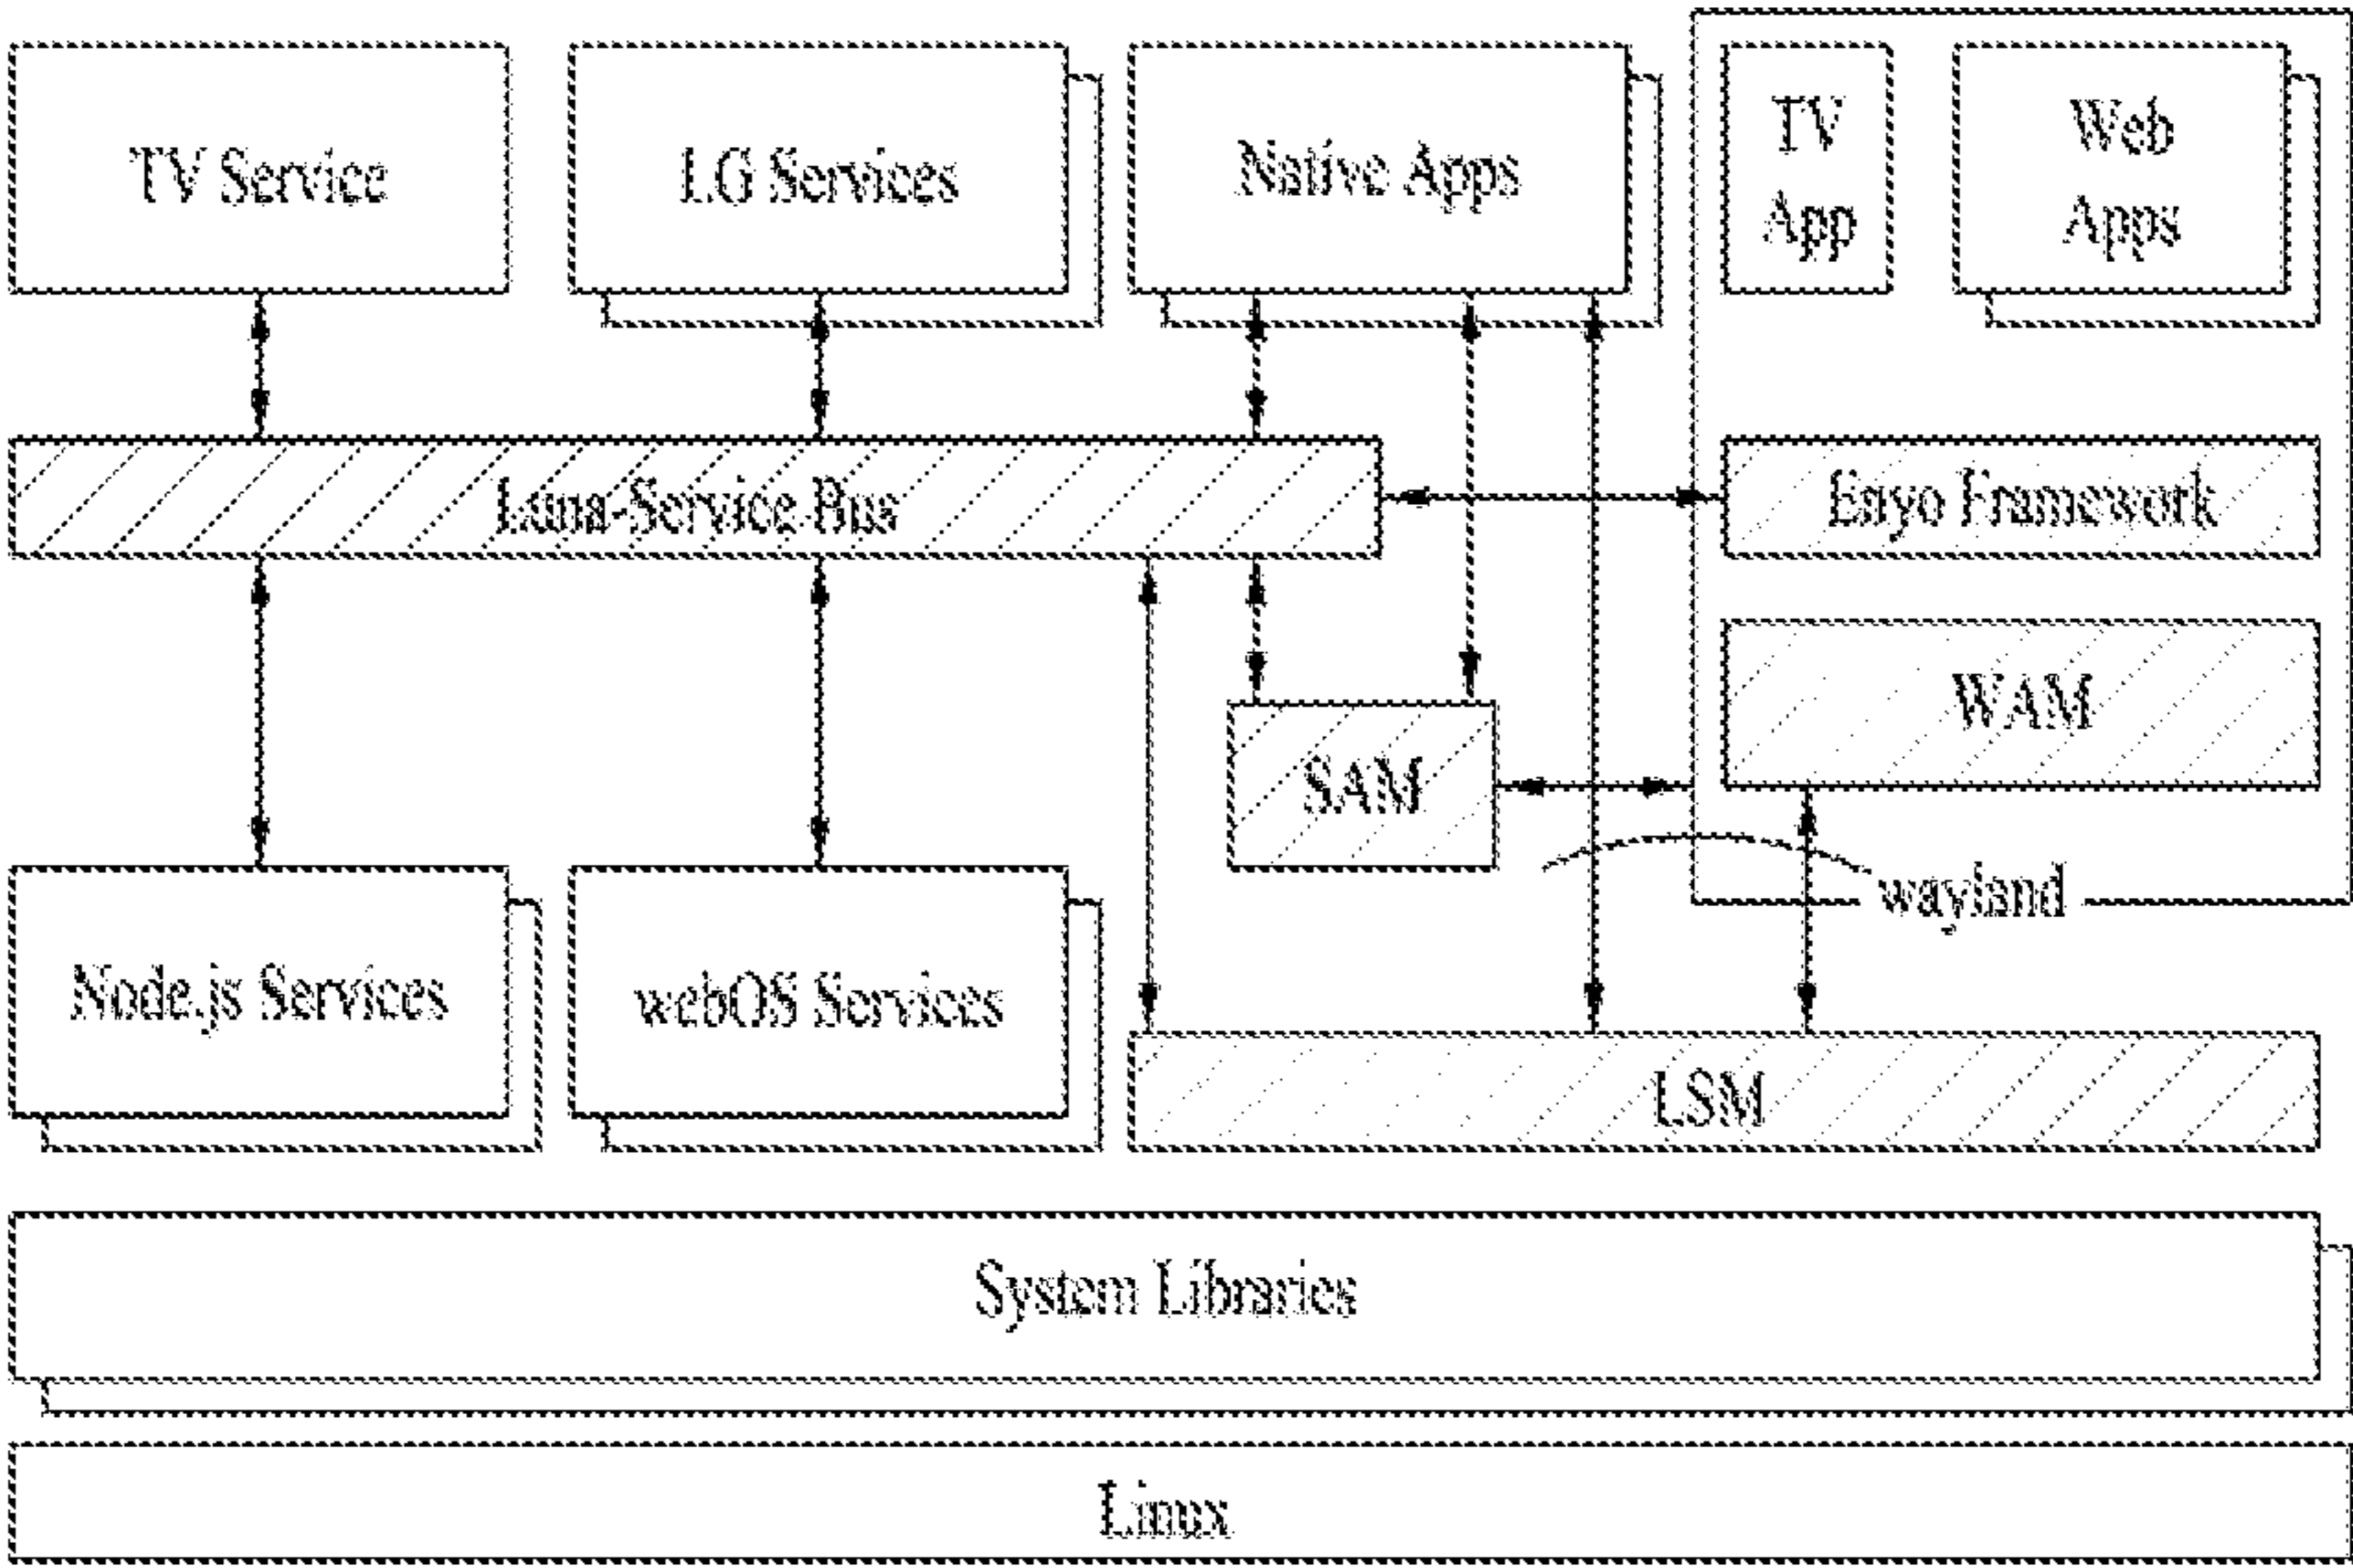 TV Service
LG Services
Native Apps
TV
App
Web
Apps
Luna-Service Bus
Enyo Framework
WAM
SAM
wayland
Node.js Services
webOS Services
LSM
System Libraries
Linux